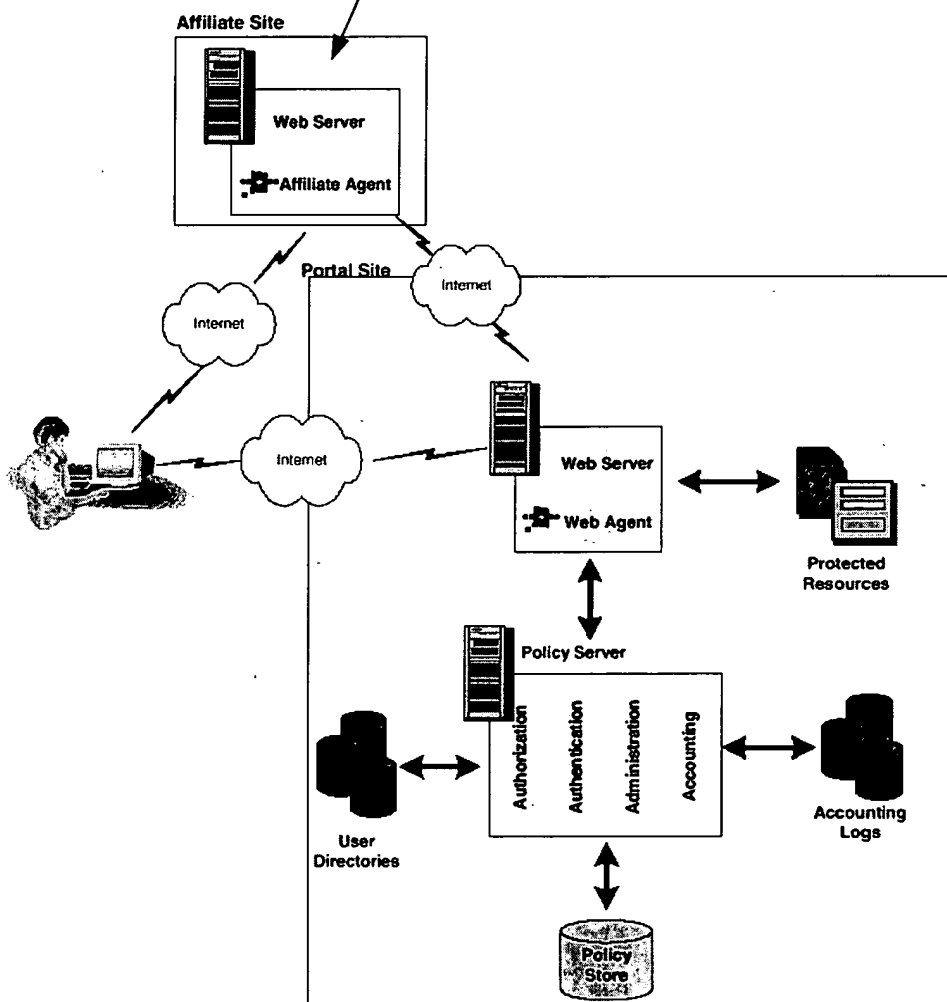 Affiliate Site
Web Server
Affiliate Agent
Portal Site
Internet
Internet
Internet
Web Server
Web Agent
Protected
Resources
Policy Server
Authorization
Authentication
Administration
Accounting
User
Directories
Accounting
Logs
Policy
Store